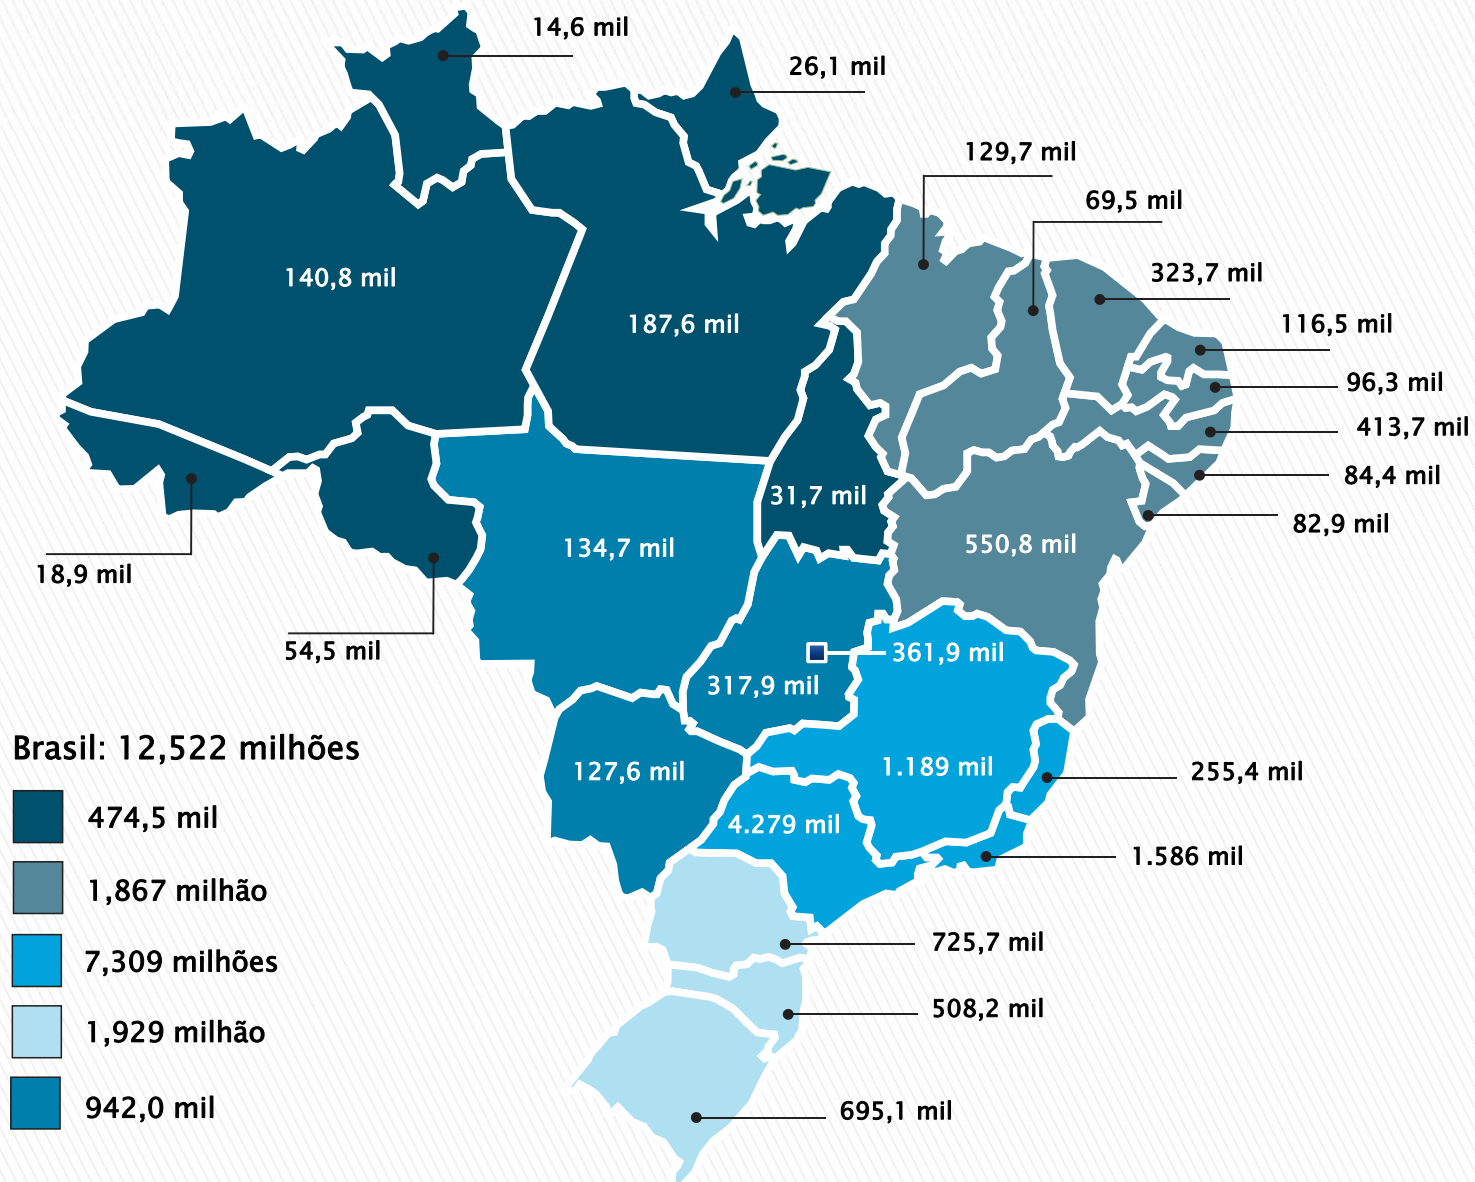 14,6 mil
26,1 mil
129,7 mil
69,5 mil
323,7 mil
140,8 mil
187,6 mil
116,5 mil
96,3 mil
413,7 mil
84,4 mil
31,7 mil
82,9 mil
134,7 mil
550,8 mil
18,9 mil
54,5 mil
361,9 mil
317,9 mil
Brasil: 12,522 milhões
127,6 mil
1.189 mil
255,4 mil
474,5 mil
4.279 mil
1.586 mil
1,867 milhão
725,7 mil
7,309 milhões
508,2 mil
1,929 milhão
942,0 mil
695,1 mil